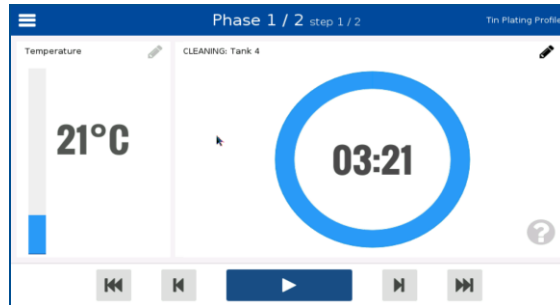 Phase 1 / 2 step 1 / 2
Tin Plating Profile
Temperature
CLEANING: Tank 4
21°C
03:21
?